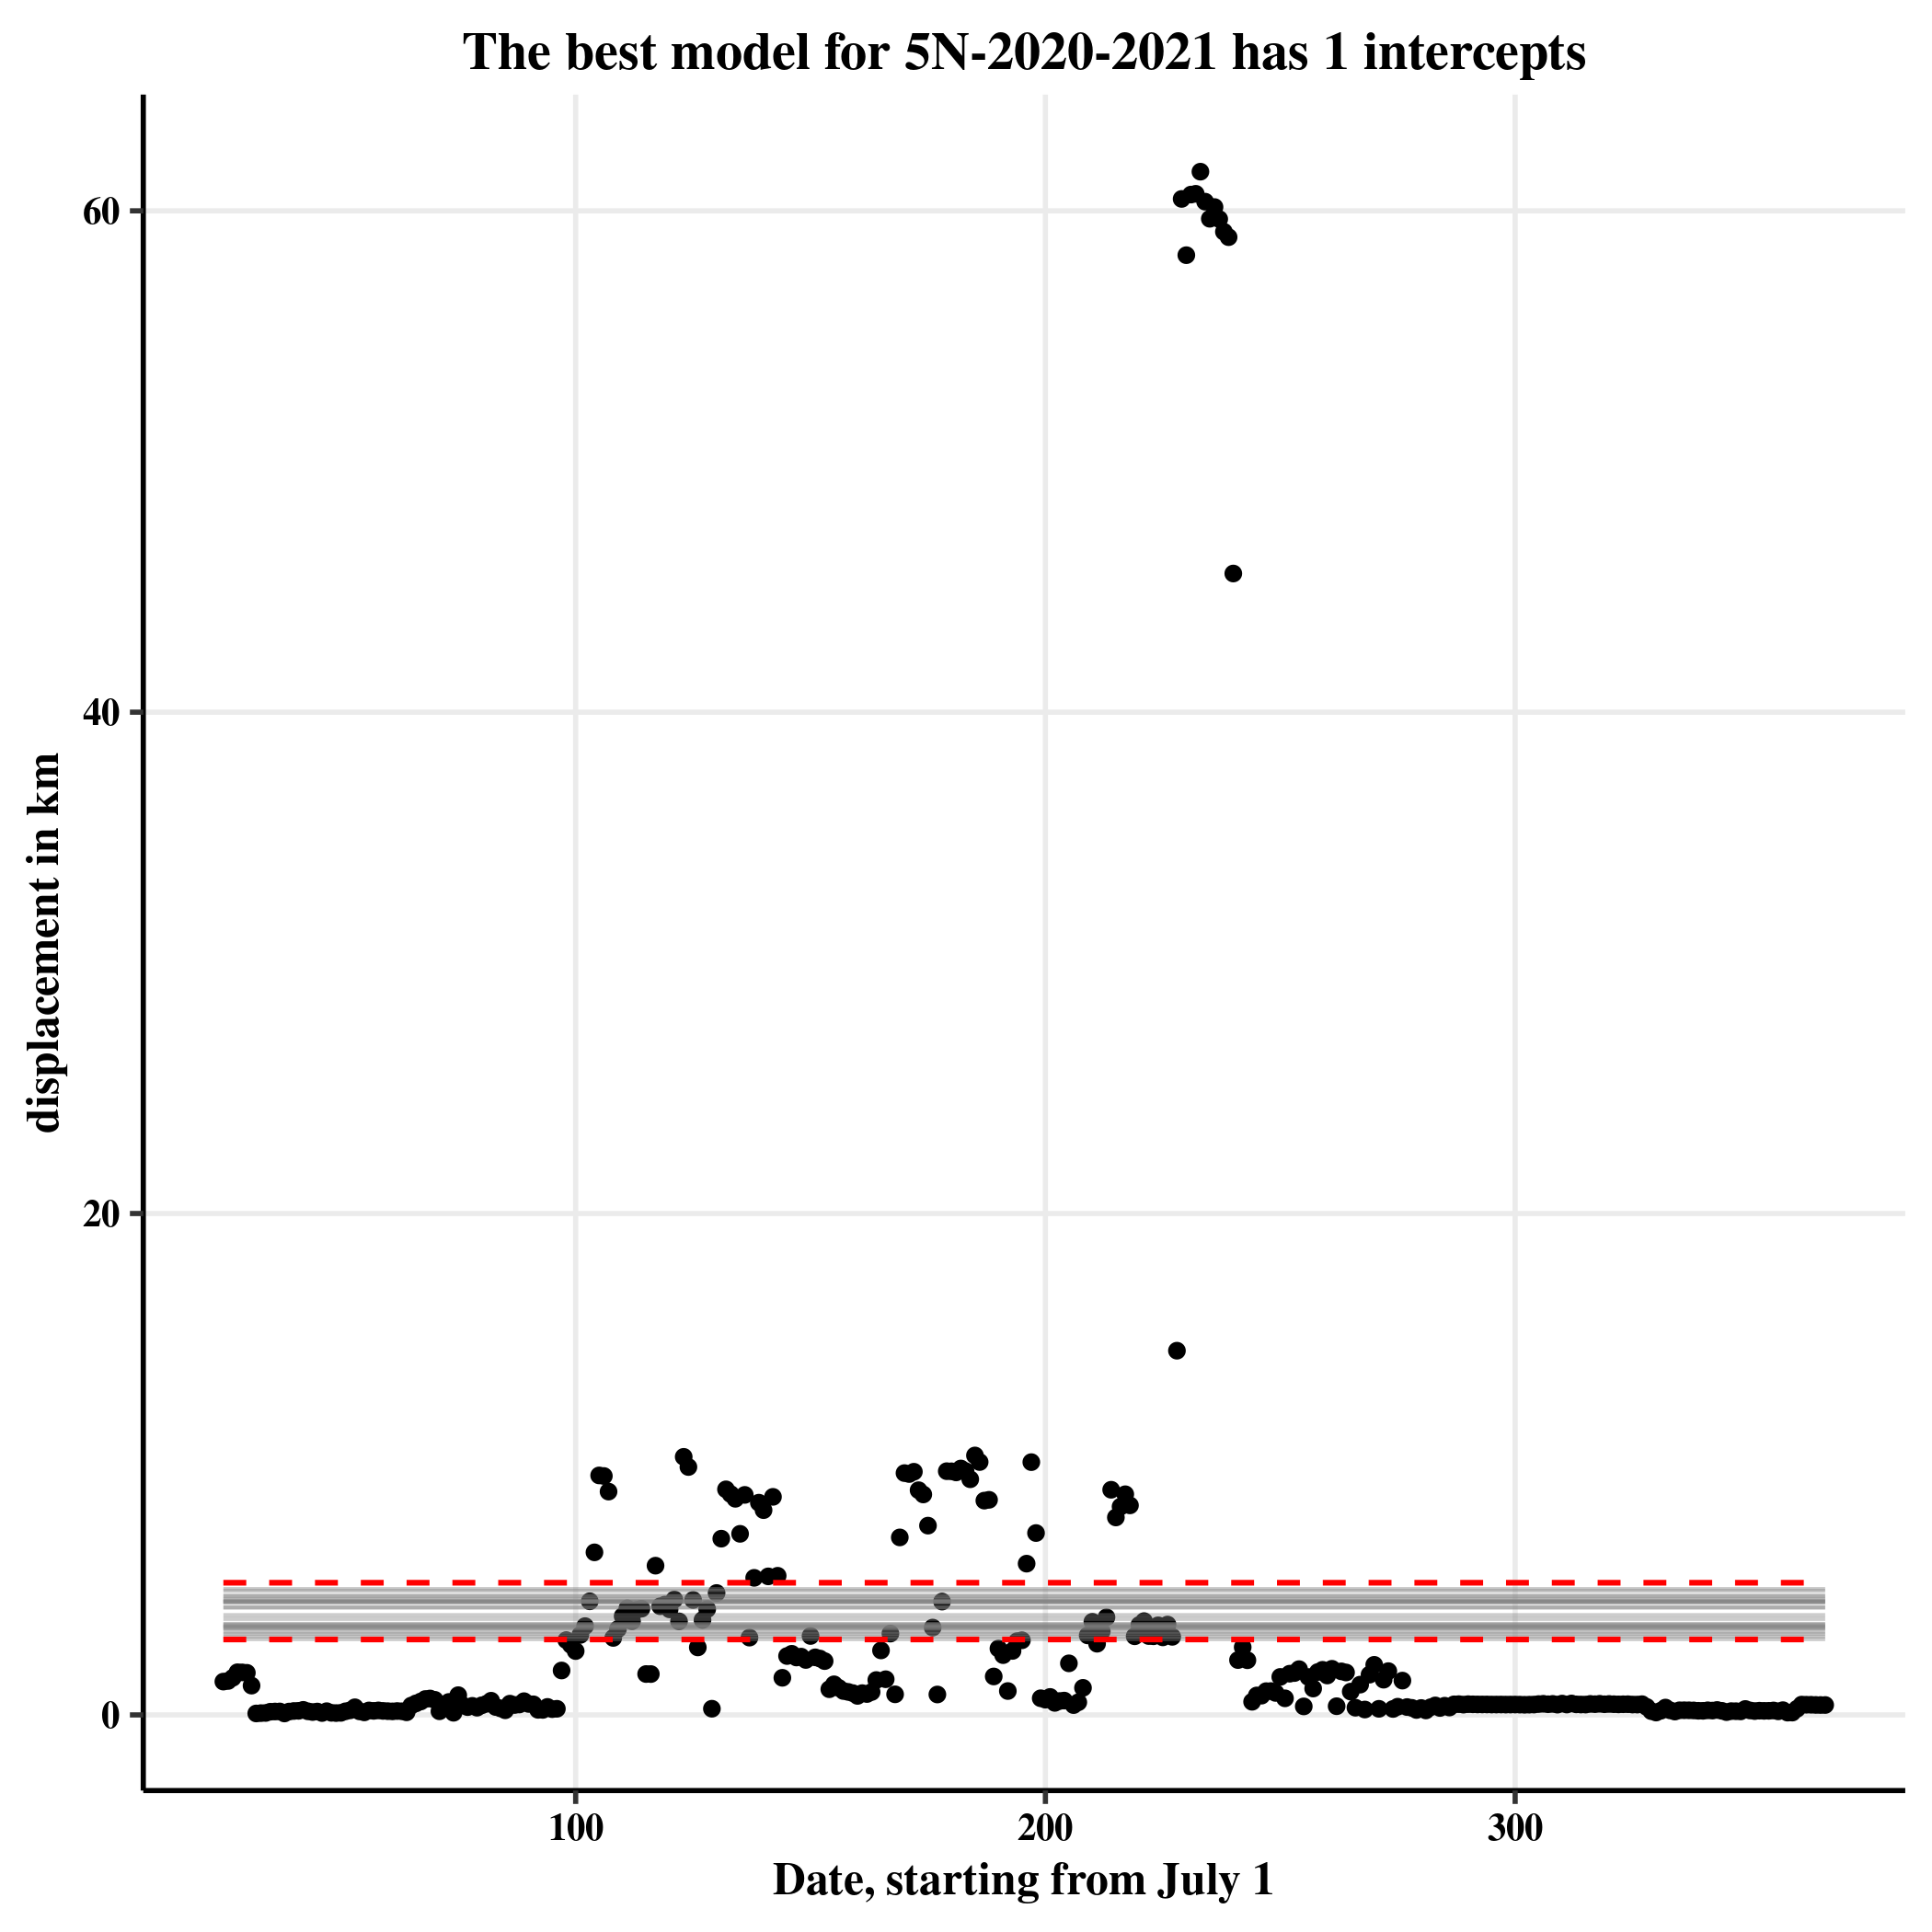 The best model for 5N-2020-2021 has 1 intercepts
60
40
20
0
displacement in km
100 200 300
Date, starting from July 1